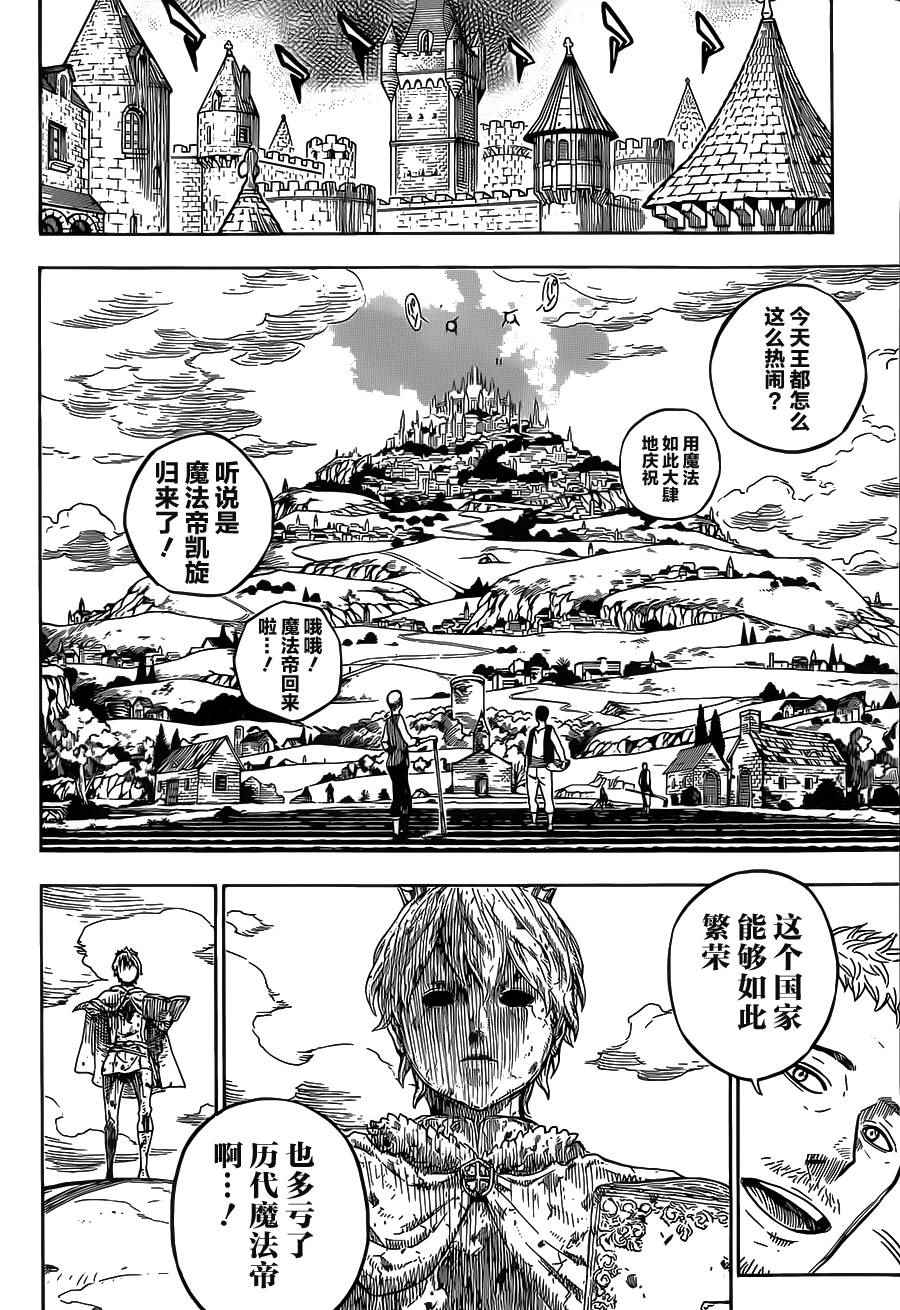 今天王都怎么
这么热闹？
用魔法
如此大肆
地庆祝
听说是
魔法帝凯旋
归来了！
哦哦！
魔法帝回来
啦…！
这个国家
能够如此
繁荣
也多亏了
历代魔法帝
啊…！